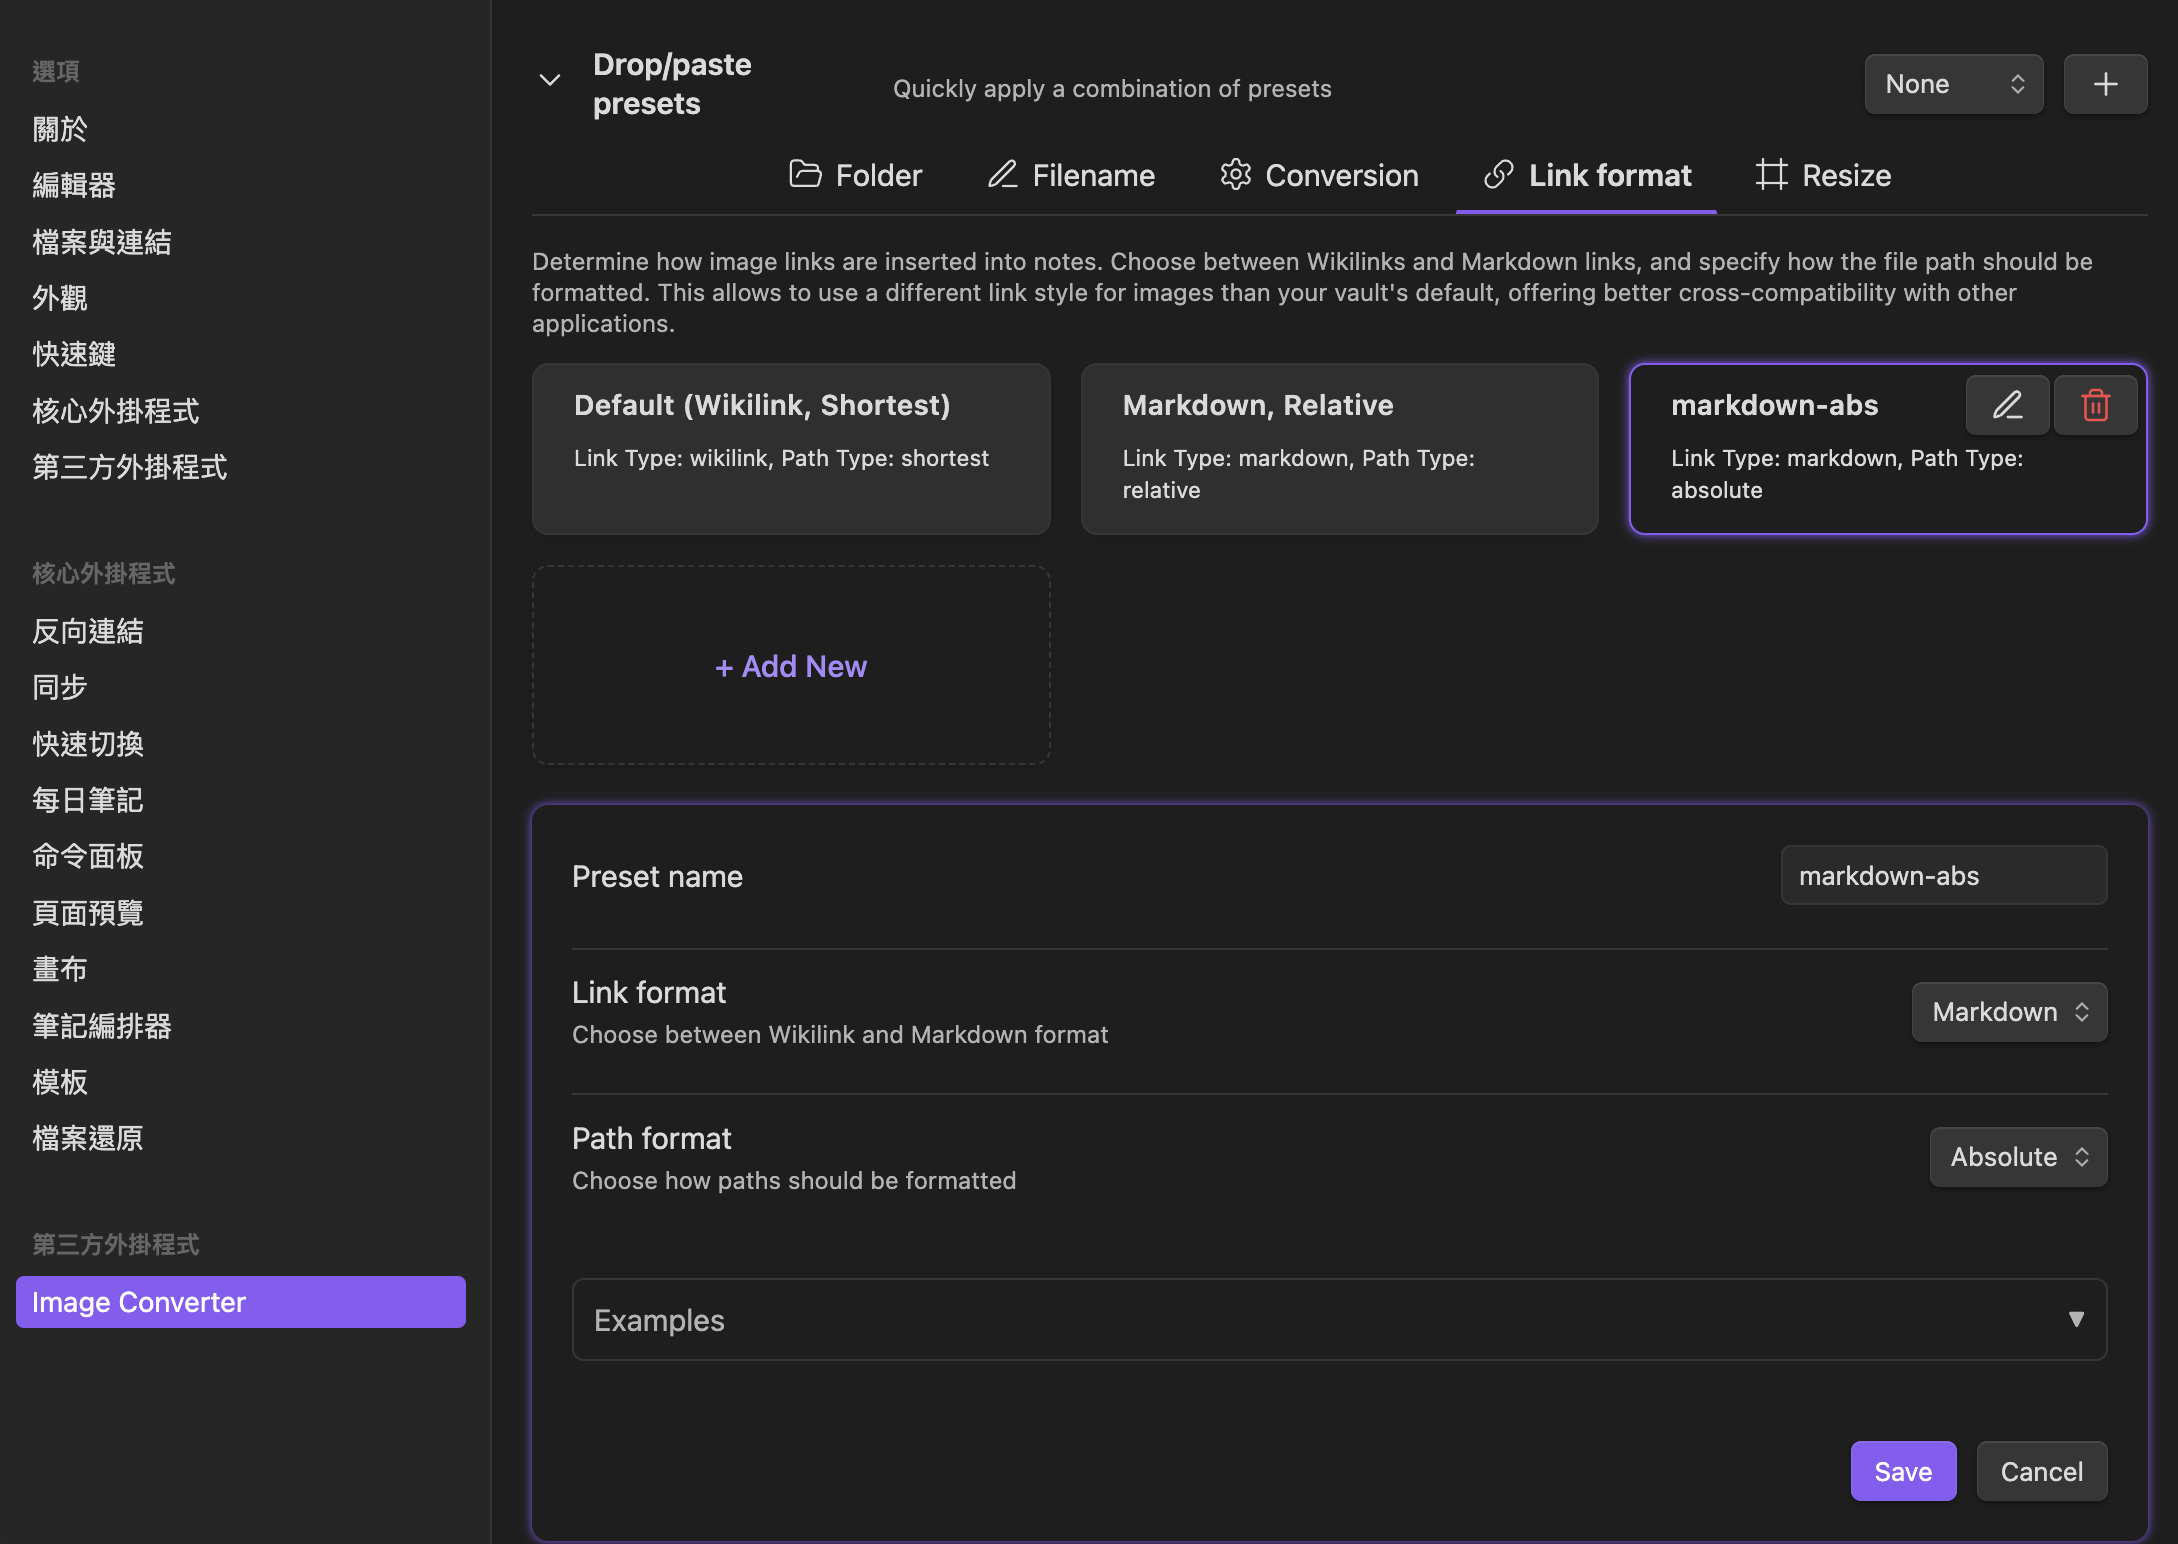 選項
關於
編輯器
檔案與連結
外觀
快速鍵
核心外掛程式
第三方外掛程式
核心外掛程式
反向連結
同步
快速切換
每日筆記
命令面板
頁面預覽
畫布
筆記編排器
模板
檔案還原
第三方外掛程式
Image Converter
Drop/paste
presets
Quickly apply a combination of presets
None
Folder
Filename
Conversion
Link format
Resize
Determine how image links are inserted into notes. Choose between Wikilinks and Markdown links, and specify how the file path should be
formatted. This allows to use a different link style for images than your vault's default, offering better cross-compatibility with other
applications.
Default (Wikilink, Shortest)
Link Type: wikilink, Path Type: shortest
Markdown, Relative
Link Type: markdown, Path Type:
relative
markdown-abs
Link Type: markdown, Path Type:
absolute
+ Add New
Preset name
markdown-abs
Link format
Choose between Wikilink and Markdown format
Markdown
Path format
Choose how paths should be formatted
Absolute
Examples
Save
Cancel